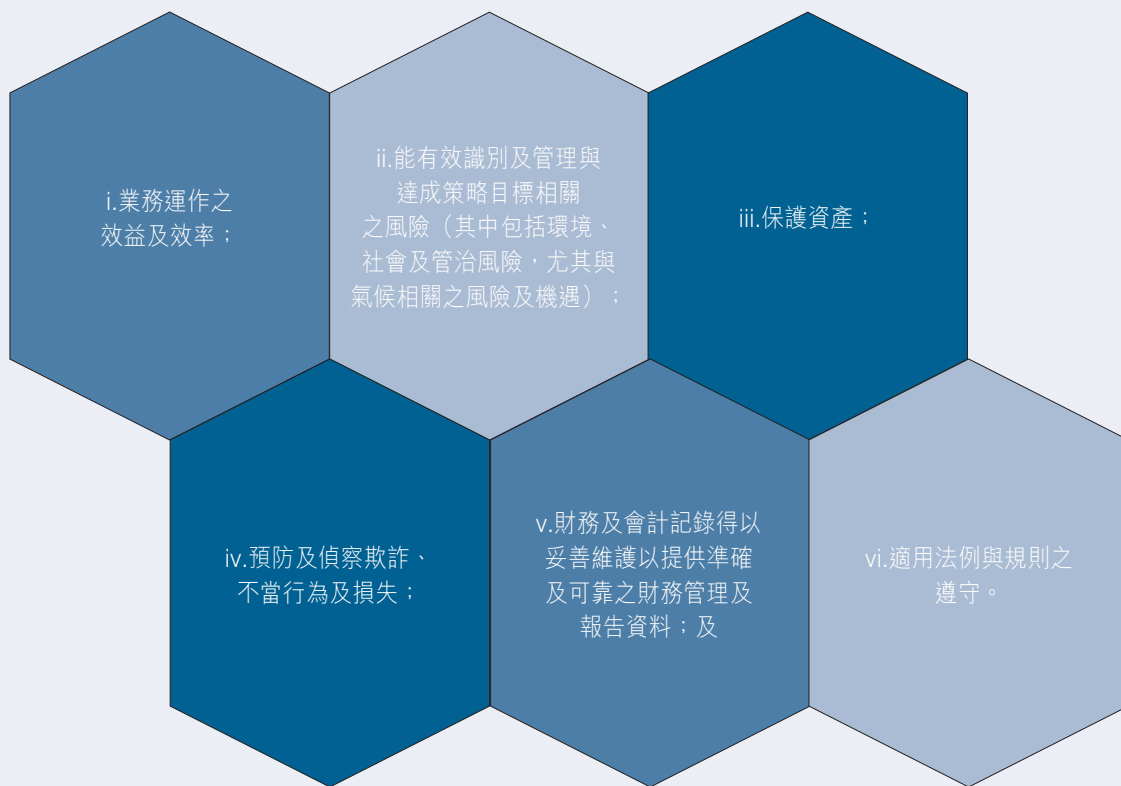 i.業務運作之
效益及效率；
ii.能有效識別及管理與
達成策略目標相關
之風險（其中包括環境、
社會及管治風險，尤其與
氣候相關之風險及機遇）；
iii.保護資產；
iv.預防及偵察欺詐、
不當行為及損失；
v.財務及會計記錄得以
妥善維護以提供準確
及可靠之財務管理及
報告資料；及
vi.適用法例與規則之
遵守。